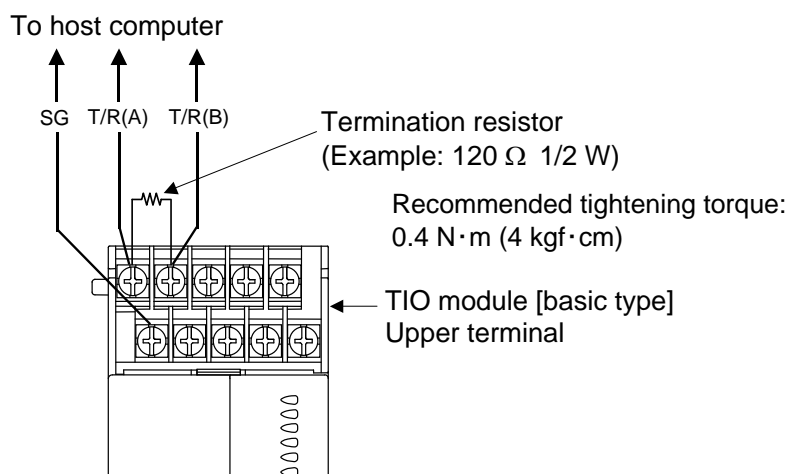 To host computer
SG T/R(A) T/R(B)
Termination resistor
(Example: 120 Ω 1/2 W)
Recommended tightening torque:
0.4 N·m (4 kgf·cm)
TIO module [basic type]
Upper terminal